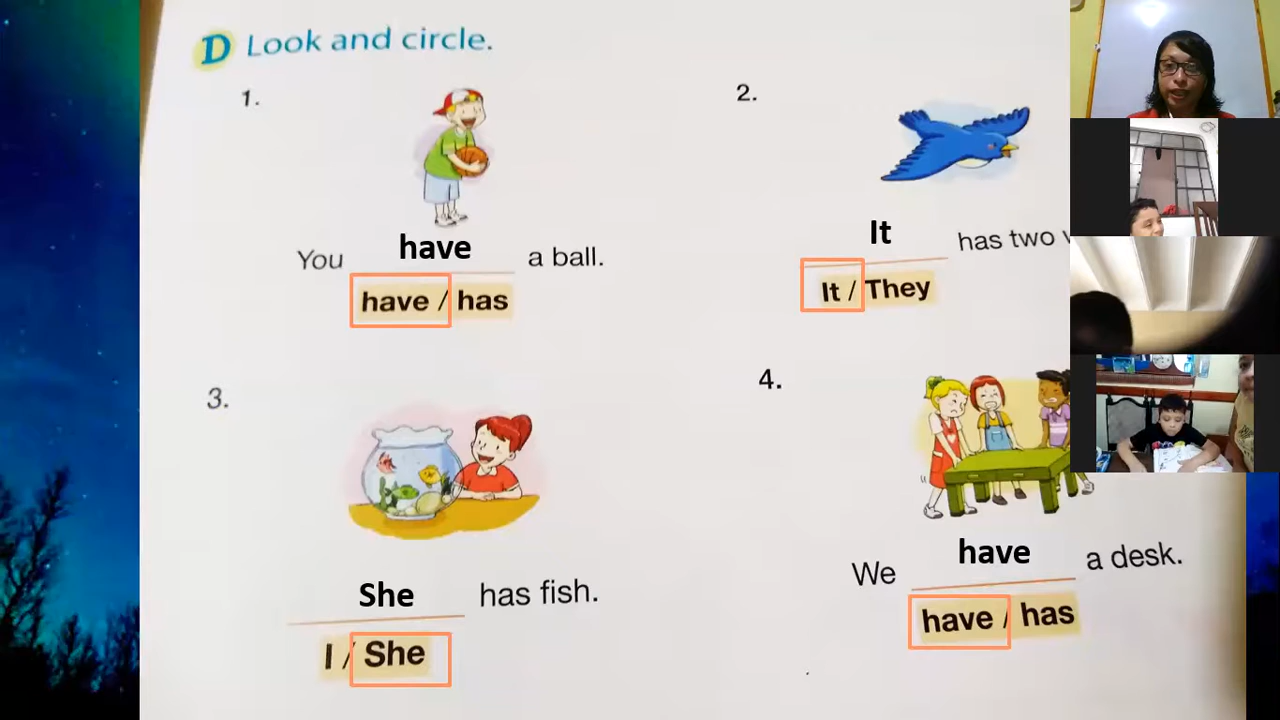 D Look and circle.
1.
You have a ball.
have / has
2.
It has two
It / They
3.
She has fish.
I / She
4.
We have a desk.
have / has